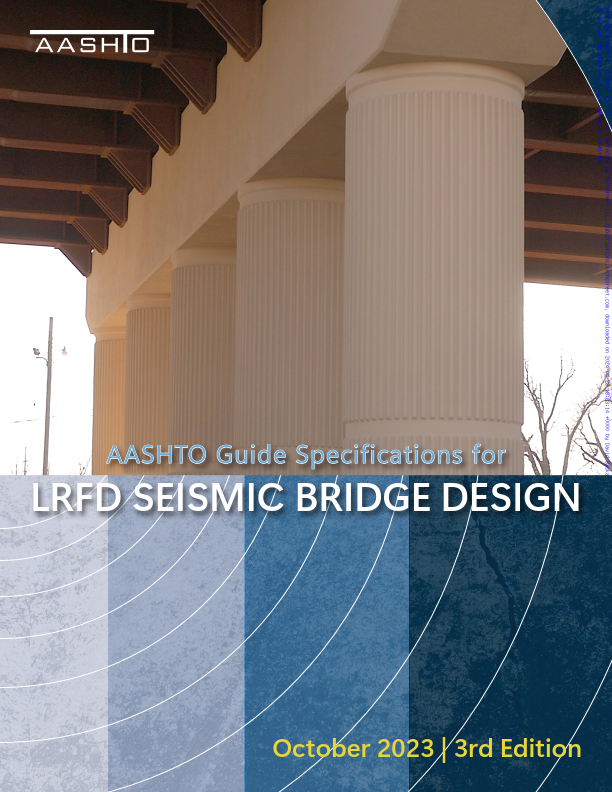 AASHTO
AASHTO Guide Specifications for
LRFD SEISMIC BRIDGE DESIGN
October 2023 | 3rd Edition